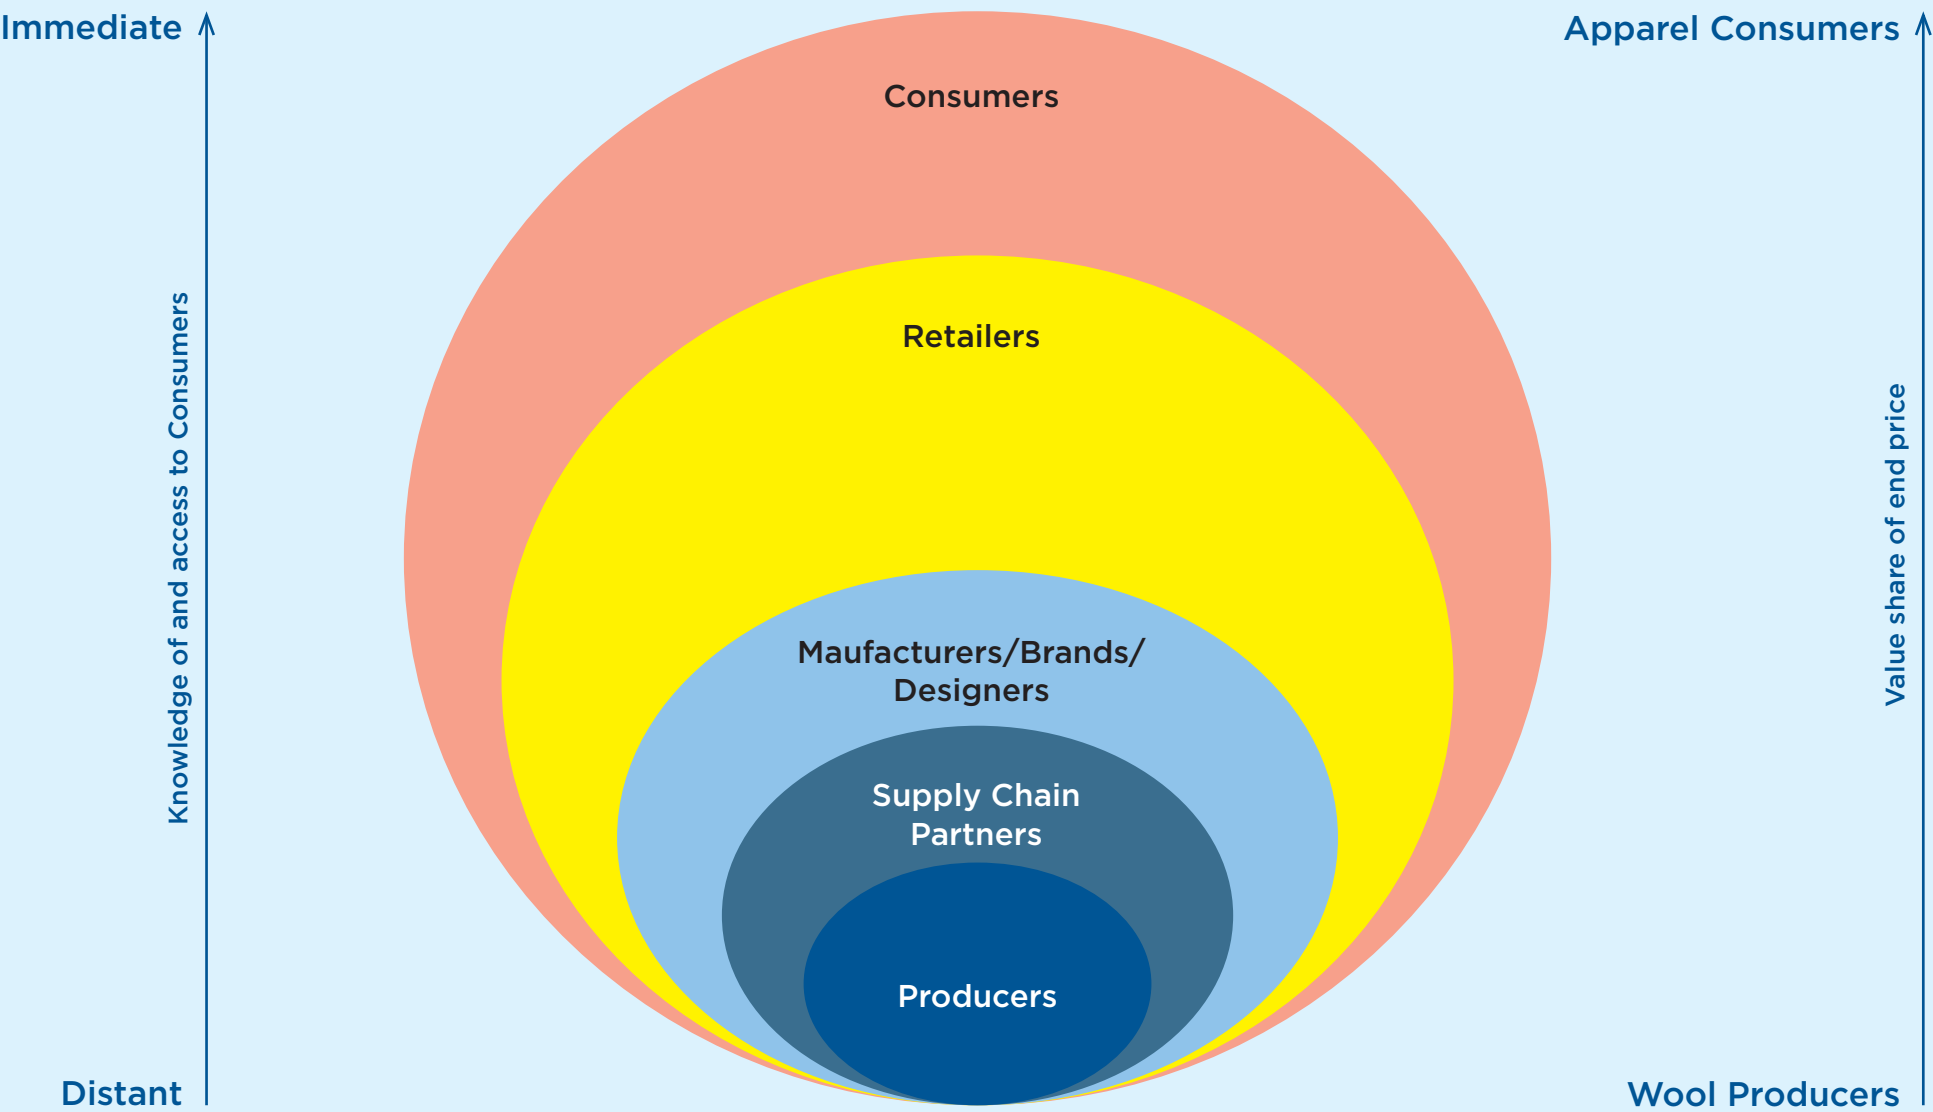 Immediate
Apparel Consumers
Consumers
Retailers
Knowledge of and access to Consumers
Value share of end price
Maufacturers/Brands/
Designers
Supply Chain
Partners
Producers
Distant
Wool Producers